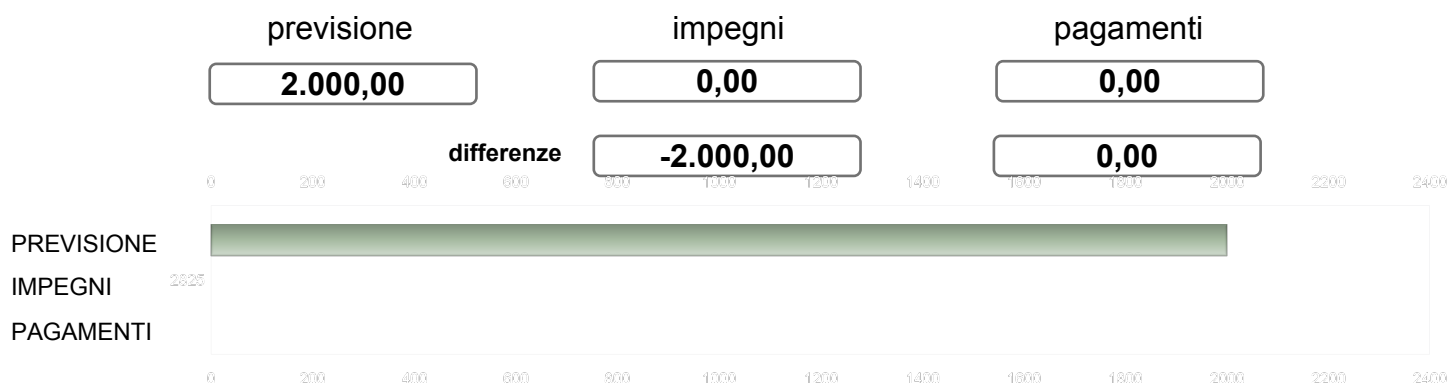 previsione impegni pagamenti
2.000,00 0,00 0,00
differenze -2.000,00 0,00
0 200 400 600 800 1000 1200 1400 1600 1800 2000 2200 2400
PREVISIONE
2825
IMPEGNI
PAGAMENTI
0 200 400 600 800 1000 1200 1400 1600 1800 2000 2200 2400